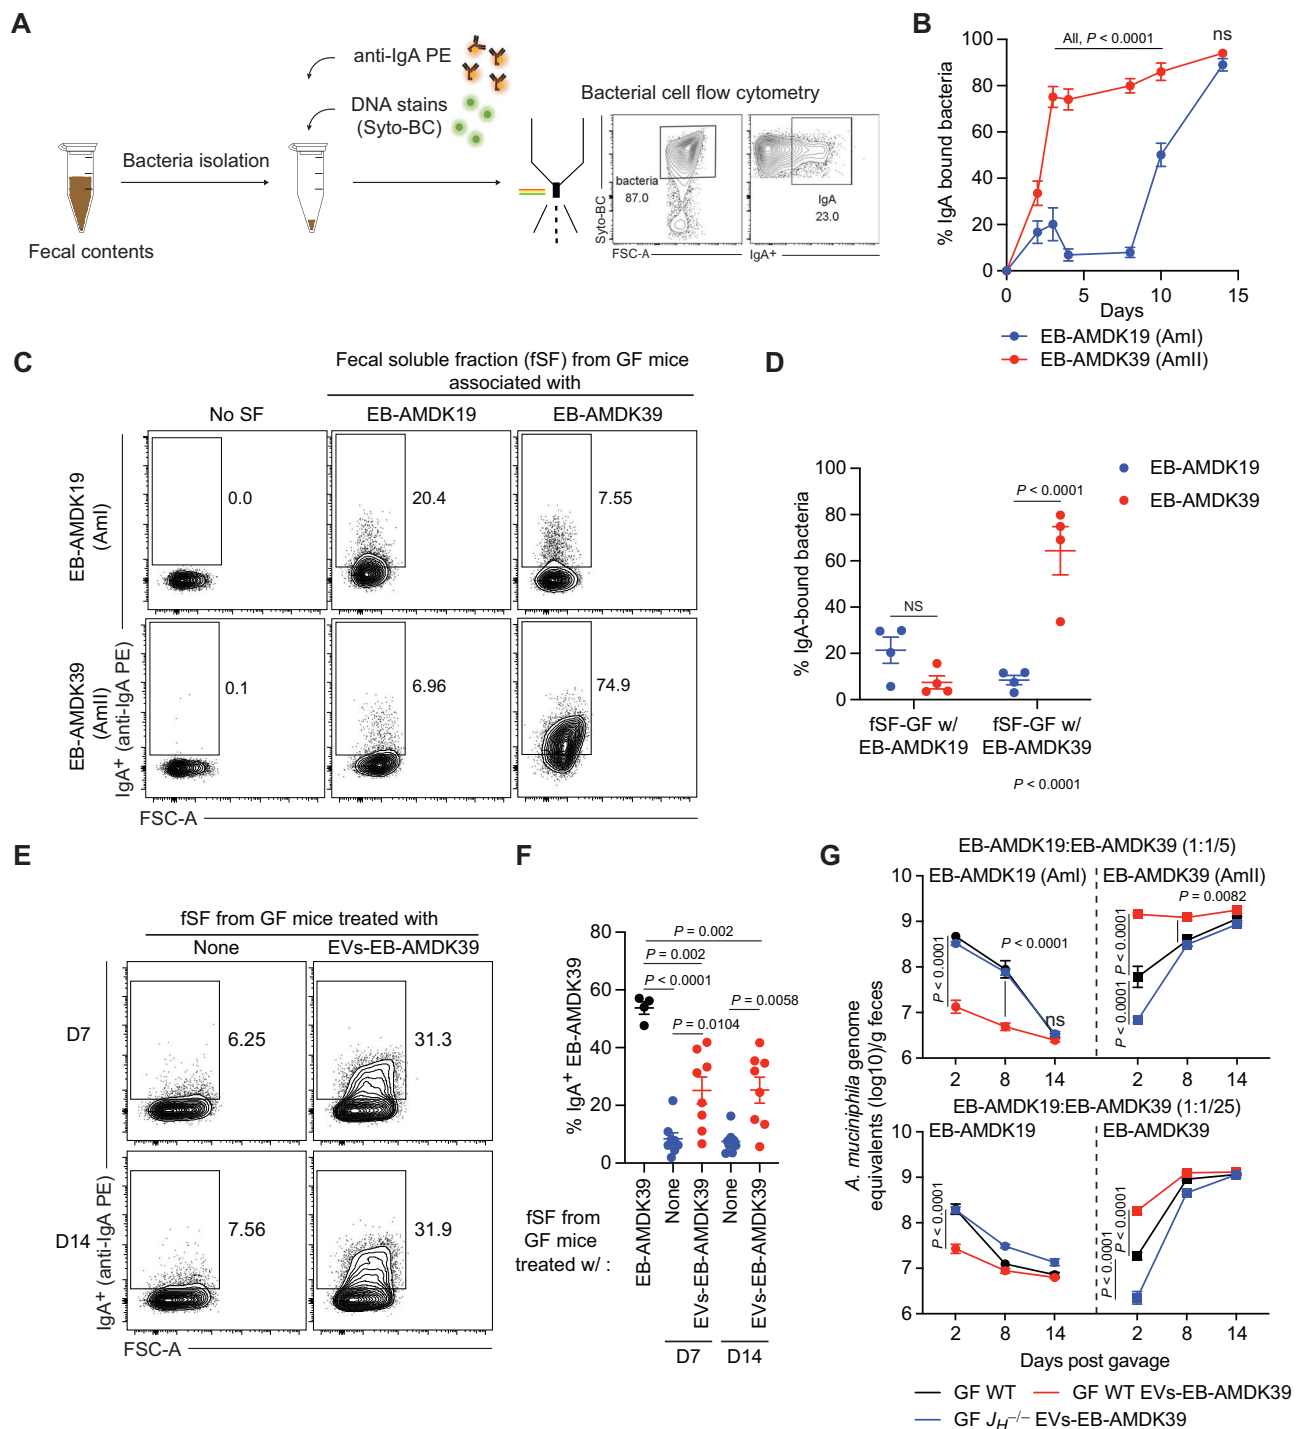 A
anti-IgA PE
DNA stains
(Syto-BC)
Bacteria isolation
Fecal contents
Bacterial cell flow cytometry
bacteria
87.0
IgA
23.0
Syto-BC
FSC-A
IgA+
B
All, P < 0.0001
ns
% IgA bound bacteria
100
80
60
40
20
0
0
5
10
15
Days
EB-AMDK19 (AmI)
EB-AMDK39 (AmII)
C
Fecal soluble fraction (fSF) from GF mice
associated with
No SF
EB-AMDK19
EB-AMDK39
EB-AMDK19
(AmI)
0.0
20.4
7.55
EB-AMDK39
(AmII)
0.1
6.96
74.9
IgA+ (anti-IgA PE)
FSC-A
D
EB-AMDK19
EB-AMDK39
% IgA-bound bacteria
100
80
60
40
20
0
NS
P < 0.0001
fSF-GF w/
EB-AMDK19
fSF-GF w/
EB-AMDK39
P < 0.0001
E
fSF from GF mice treated with
None
EVs-EB-AMDK39
D7
6.25
31.3
D14
7.56
31.9
IgA+ (anti-IgA PE)
FSC-A
F
% IgA+ EB-AMDK39
80
60
40
20
0
P = 0.002
P = 0.002
P < 0.0001
P = 0.0058
P = 0.0104
fSF from
GF mice
treated w/ :
EB-AMDK39
None
EVs-EB-AMDK39
None
EVs-EB-AMDK39
D7
D14
G
EB-AMDK19:EB-AMDK39 (1:1/5)
EB-AMDK19 (AmI)
EB-AMDK39 (AmII)
10
9
8
7
6
P < 0.0001
P < 0.0001
ns
P = 0.0082
P < 0.0001
P < 0.0001
2
8
14
2
8
14
EB-AMDK19:EB-AMDK39 (1:1/25)
EB-AMDK19
EB-AMDK39
10
9
8
7
6
P < 0.0001
P < 0.0001
P < 0.0001
2
8
14
2
8
14
A. muciniphila genome
equivalents (log10)/g feces
Days post gavage
GF WT
GF WT EVs-EB-AMDK39
GF JH−/− EVs-EB-AMDK39